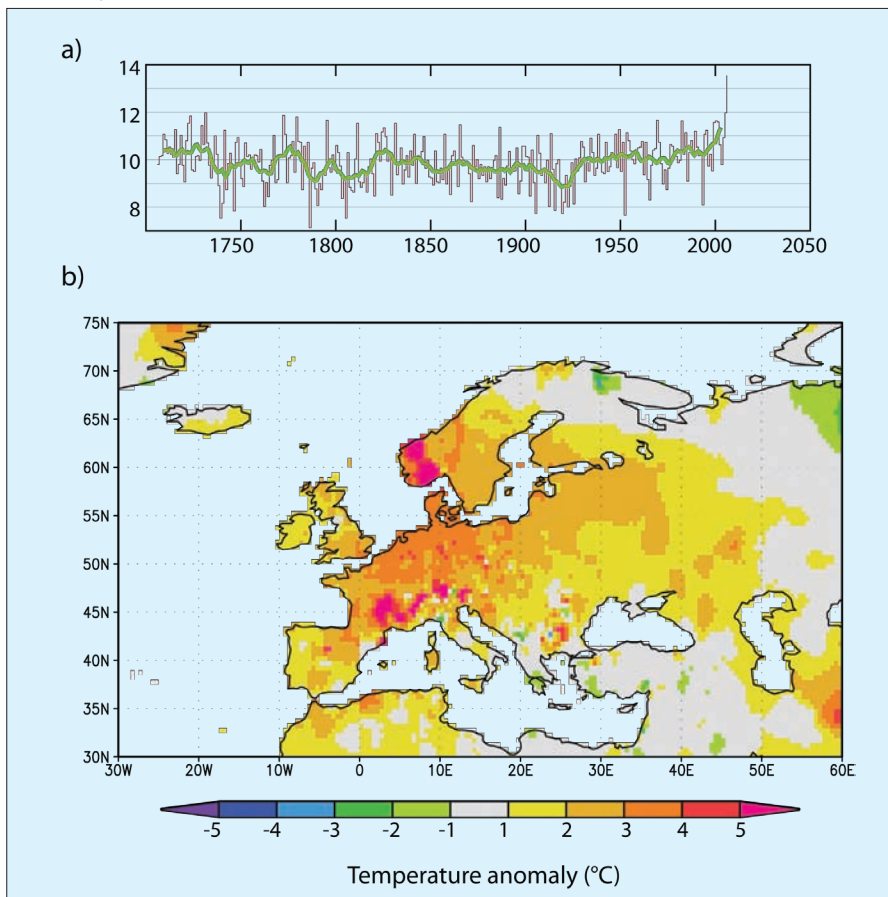 a)
14
12
10
8
1750 1800 1850 1900 1950 2000 2050
b)
75N
70N
65N
60N
55N
50N
45N
40N
35N
30N
30W 20W 10W 0 10E 20E 30E 40E 50E 60E
-5 -4 -3 -2 -1 1 2 3 4 5
Temperature anomaly (°C)